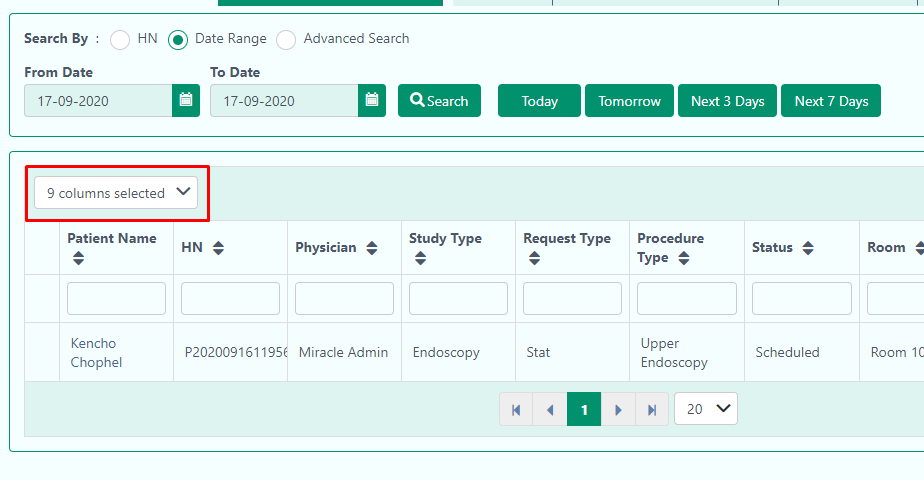 Search By : HN Date Range Advanced Search
From Date To Date
17-09-2020 17-09-2020 Search Today Tomorrow Next 3 Days Next 7 Days
9 columns selected
Patient Name HN Physician Study Type Request Type Procedure Type Status Room
Kencho Chophel P2020091611956 Miracle Admin Endoscopy Stat Upper Endoscopy Scheduled Room 10
1 20